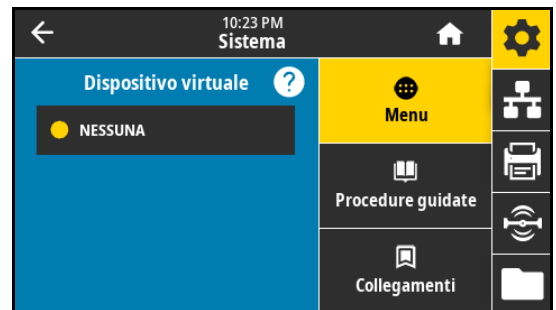 10:23 PM
Sistema
Dispositivo virtuale ?
NESSUNA
Menu
Procedure guidate
Collegamenti